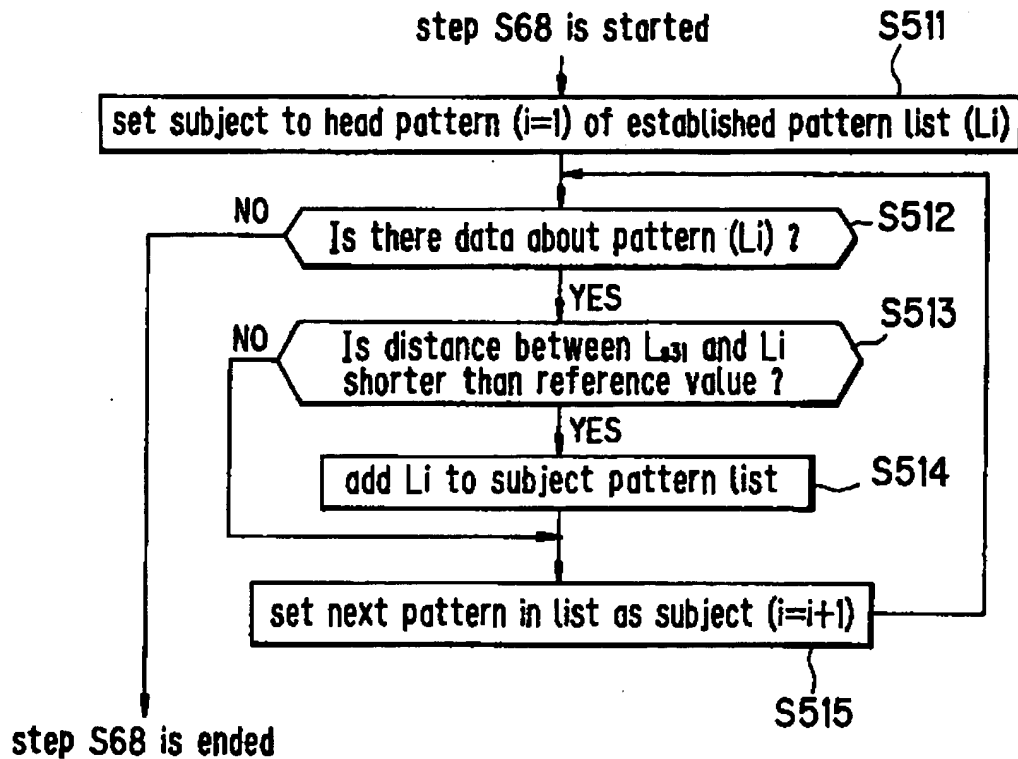 step S68 is started
S511
set subject to head pattern (i=1) of established pattern list (Li)
NO
S512
Is there data about pattern (Li) ?
YES
S513
NO
Is distance between Ls31 and Li
shorter than reference value ?
YES
add Li to subject pattern list
S514
set next pattern in list as subject (i=i+1)
S515
step S68 is ended